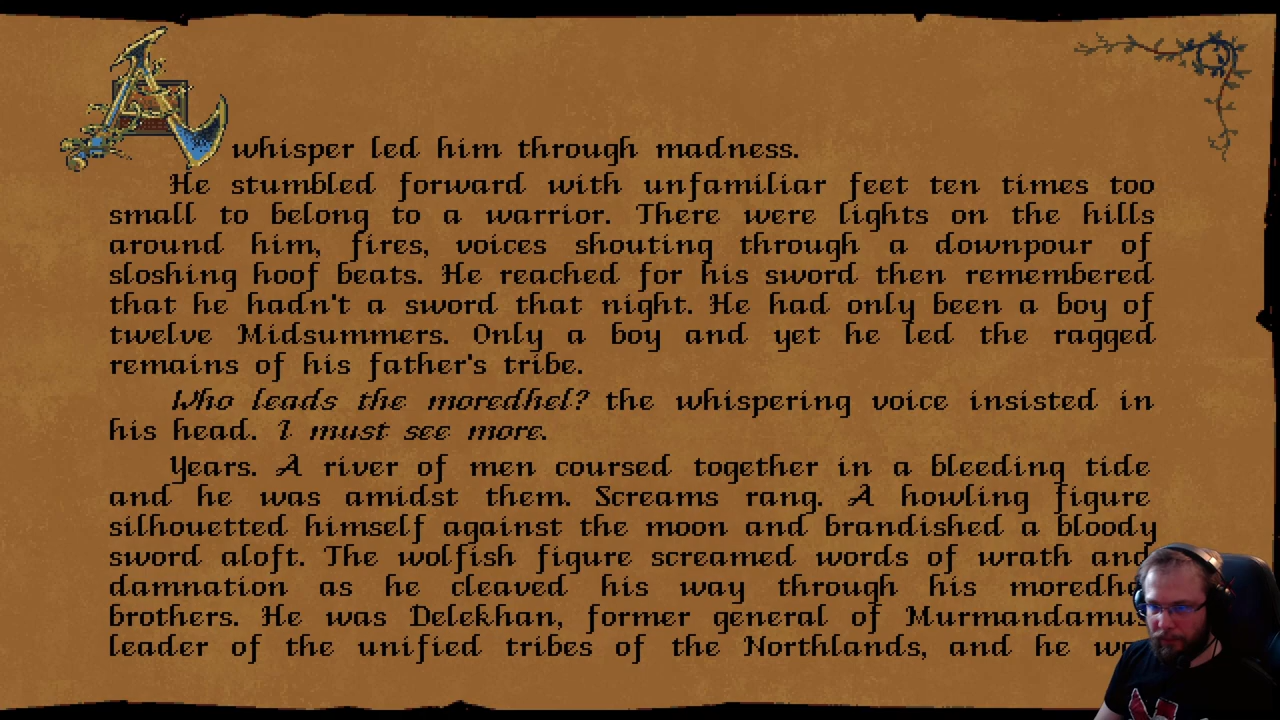 A whisper led him through madness.
He stumbled forward with unfamiliar feet ten times too
small to belong to a warrior. There were lights on the hills
around him, fires, voices shouting through a downpour of
sloshing hoof beats. He reached for his sword then remembered
that he hadn't a sword that night. He had only been a boy of
twelve Midsummers. Only a boy and yet he led the ragged
remains of his father's tribe.
Who leads the moredhel? the whispering voice insisted in
his head. I must see more.
Years. A river of men coursed together in a bleeding tide
and he was amidst them. Screams rang. A howling figure
silhouetted himself against the moon and brandished a bloody
sword aloft. The wolfish figure screamed words of wrath and
damnation as he cleaved his way through his
brothers. He was Delekhan, former general of Murmandamus
leader of the unified tribes of the Northlands, and he